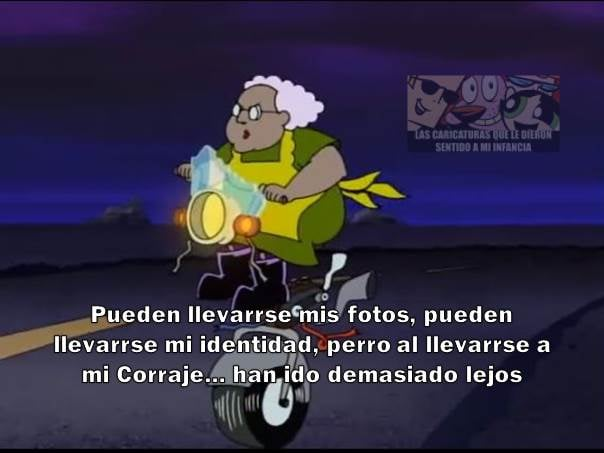 LAS CARICATURAS QUE LE DIERON
SENTIDO A MI INFANCIA
Pueden llevarrse mis fotos, pueden
llevarrse mi identidad, perro al llevarrse a
mi Corraje... han ido demasiado lejos